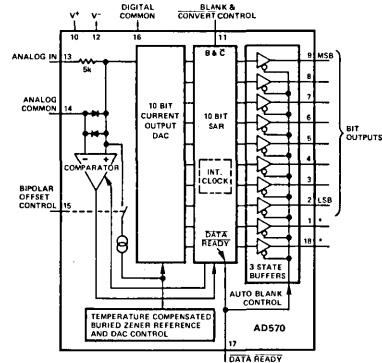 V+ V−
10 12
DIGITAL
COMMON
16
BLANK &
CONVERT CONTROL
11
ANALOG IN 13
5k
ANALOG
COMMON 14
COMPARATOR
− +
BIPOLAR
OFFSET
CONTROL 15
10 BIT
CURRENT
OUTPUT
DAC
B & C
10 BIT
SAR
INT.
CLOCK
DATA
READY
9 MSB
8
7
6
5
4
3
2 LSB
1 *
18 *
BIT
OUTPUTS
3 STATE
BUFFERS
AUTO BLANK
CONTROL
TEMPERATURE COMPENSATED
BURIED ZENER REFERENCE
AND DAC CONTROL
AD570
17
DATA READY